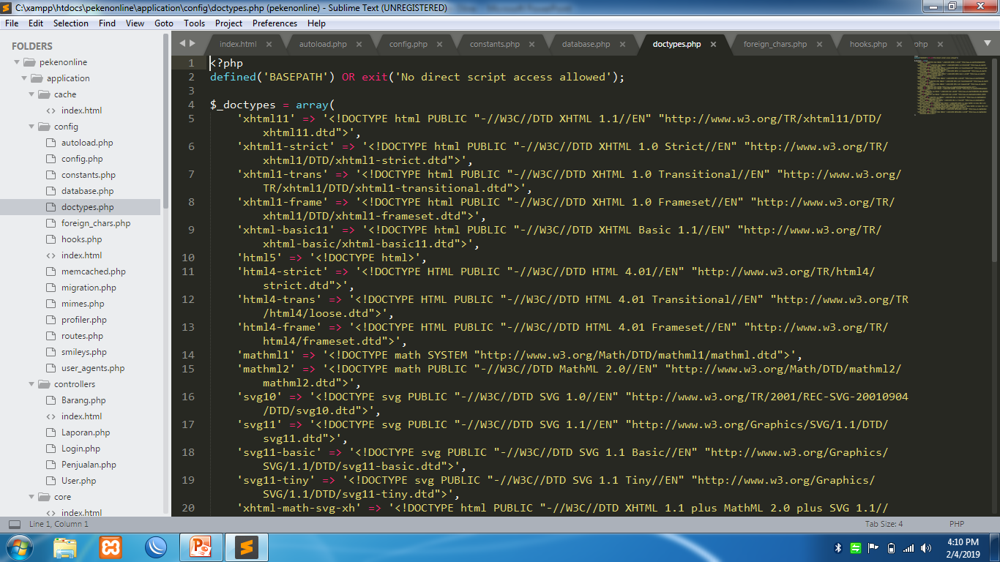 C:\xampp\htdocs\pekenonline\application\config\doctypes.php (pekenonline) - Sublime Text (UNREGISTERED)
File Edit Selection Find View Goto Tools Project Preferences Help
FOLDERS
pekenonline
application
cache
index.html
config
autoload.php
config.php
constants.php
database.php
doctypes.php
foreign_chars.php
hooks.php
index.html
memcached.php
migration.php
mimes.php
profiler.php
routes.php
smileys.php
user_agents.php
controllers
Barang.php
index.html
Laporan.php
Login.php
Penjualan.php
User.php
core
index.html
index.html autoload.php config.php constants.php database.php doctypes.php foreign_chars.php hooks.php php
1 <?php
2 defined('BASEPATH') OR exit('No direct script access allowed');
3
4 $_doctypes = array(
5 'xhtml11' => '<!DOCTYPE html PUBLIC "-//W3C//DTD XHTML 1.1//EN" "http://www.w3.org/TR/xhtml11/DTD/
xhtml11.dtd">',
6 'xhtml1-strict' => '<!DOCTYPE html PUBLIC "-//W3C//DTD XHTML 1.0 Strict//EN" "http://www.w3.org/TR/
xhtml1/DTD/xhtml1-strict.dtd">',
7 'xhtml1-trans' => '<!DOCTYPE html PUBLIC "-//W3C//DTD XHTML 1.0 Transitional//EN" "http://www.w3.org/
TR/xhtml1/DTD/xhtml1-transitional.dtd">',
8 'xhtml1-frame' => '<!DOCTYPE html PUBLIC "-//W3C//DTD XHTML 1.0 Frameset//EN" "http://www.w3.org/TR/
xhtml1/DTD/xhtml1-frameset.dtd">',
9 'xhtml-basic11' => '<!DOCTYPE html PUBLIC "-//W3C//DTD XHTML Basic 1.1//EN" "http://www.w3.org/TR/
xhtml-basic/xhtml-basic11.dtd">',
10 'html5' => '<!DOCTYPE html>',
11 'html4-strict' => '<!DOCTYPE HTML PUBLIC "-//W3C//DTD HTML 4.01//EN" "http://www.w3.org/TR/html4/
strict.dtd">',
12 'html4-trans' => '<!DOCTYPE HTML PUBLIC "-//W3C//DTD HTML 4.01 Transitional//EN" "http://www.w3.org/TR
/html4/loose.dtd">',
13 'html4-frame' => '<!DOCTYPE HTML PUBLIC "-//W3C//DTD HTML 4.01 Frameset//EN" "http://www.w3.org/TR/
html4/frameset.dtd">',
14 'mathml1' => '<!DOCTYPE math SYSTEM "http://www.w3.org/Math/DTD/mathml1/mathml.dtd">',
15 'mathml2' => '<!DOCTYPE math PUBLIC "-//W3C//DTD MathML 2.0//EN" "http://www.w3.org/Math/DTD/mathml2/
mathml2.dtd">',
16 'svg10' => '<!DOCTYPE svg PUBLIC "-//W3C//DTD SVG 1.0//EN" "http://www.w3.org/TR/2001/REC-SVG-20010904
/DTD/svg10.dtd">',
17 'svg11' => '<!DOCTYPE svg PUBLIC "-//W3C//DTD SVG 1.1//EN" "http://www.w3.org/Graphics/SVG/1.1/DTD/
svg11.dtd">',
18 'svg11-basic' => '<!DOCTYPE svg PUBLIC "-//W3C//DTD SVG 1.1 Basic//EN" "http://www.w3.org/Graphics/
SVG/1.1/DTD/svg11-basic.dtd">',
19 'svg11-tiny' => '<!DOCTYPE svg PUBLIC "-//W3C//DTD SVG 1.1 Tiny//EN" "http://www.w3.org/Graphics/
SVG/1.1/DTD/svg11-tiny.dtd">',
20 'xhtml-math-svg-xh' => '<!DOCTYPE html PUBLIC "-//W3C//DTD XHTML 1.1 plus MathML 2.0 plus SVG 1.1//
Line 1, Column 1
Tab Size: 4 PHP
4:10 PM
2/4/2019